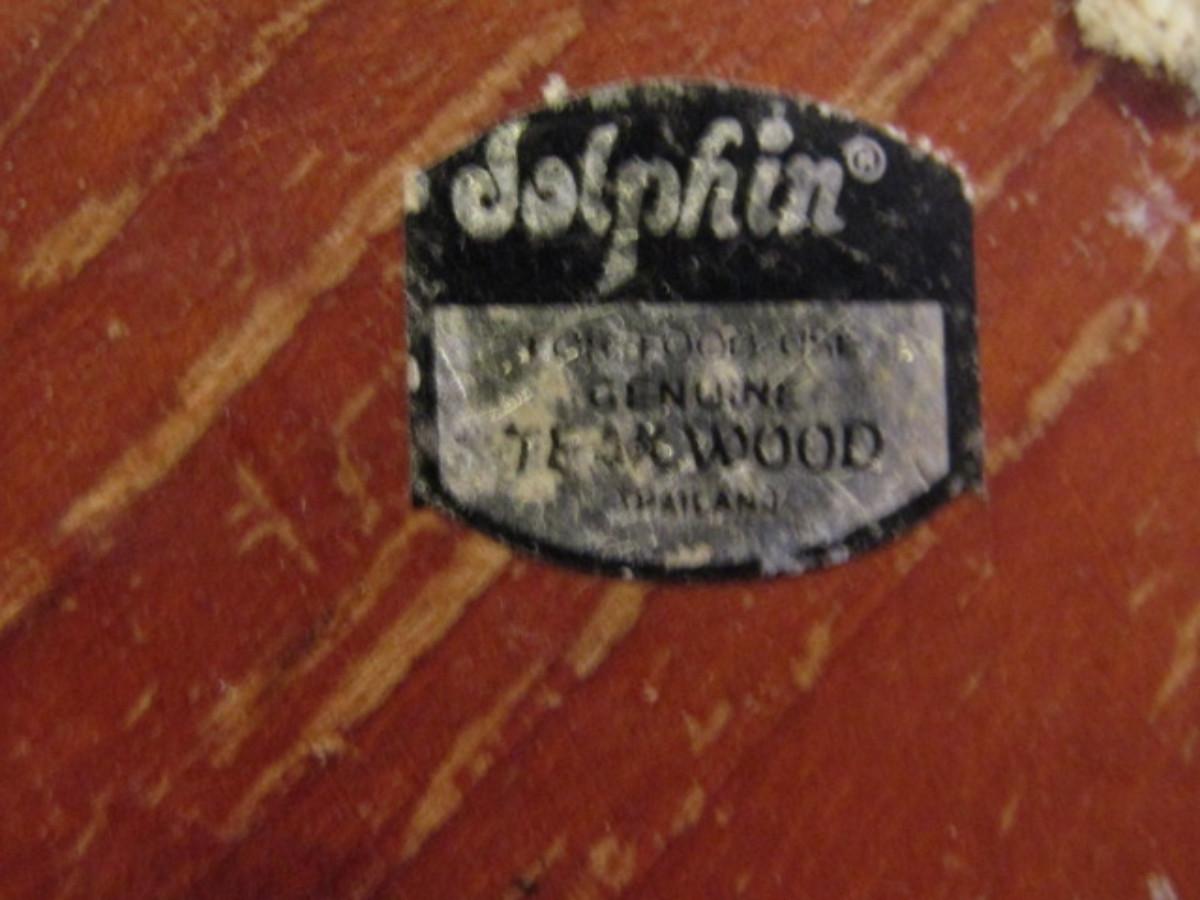 dolphin®
FOR FOOD USE
GENUINE
TEAKWOOD
THAILAND